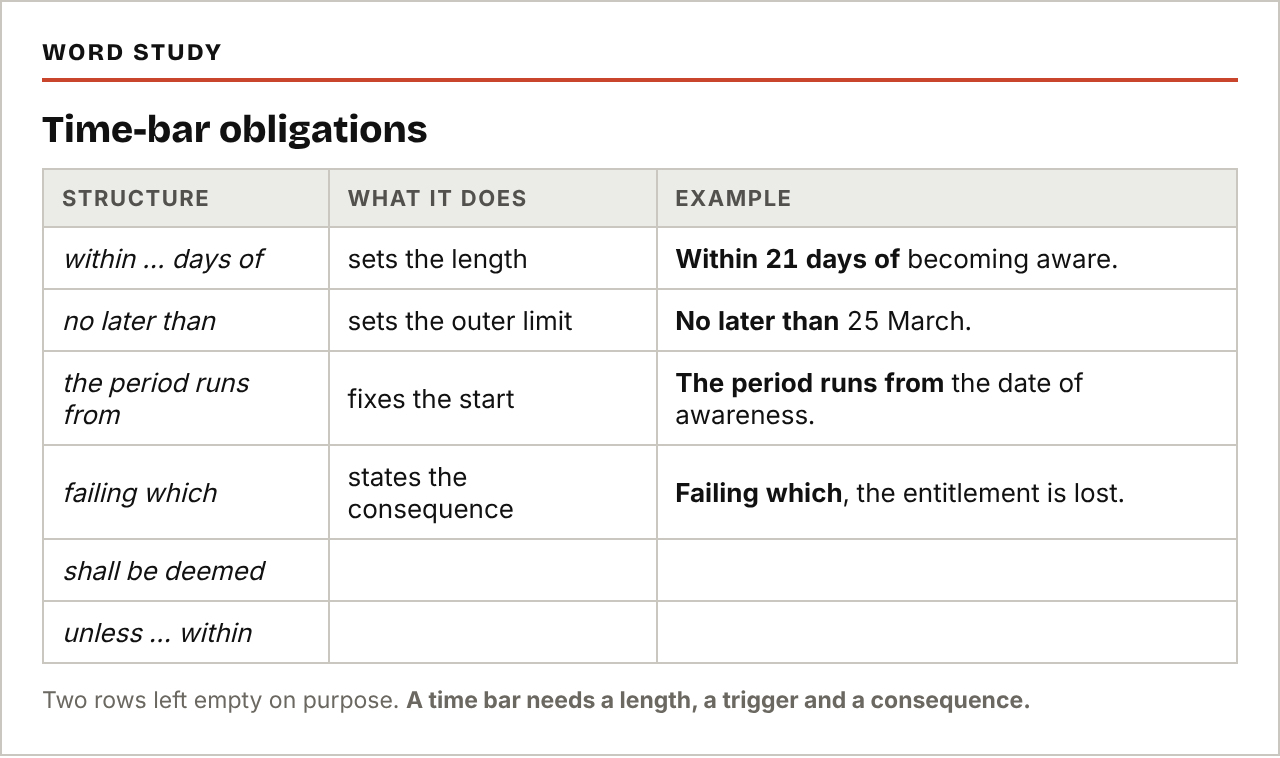 WORD STUDY
Time-bar obligations
STRUCTURE WHAT IT DOES EXAMPLE
within ... days of sets the length Within 21 days of becoming aware.
no later than sets the outer limit No later than 25 March.
the period runs
from
fixes the start
The period runs from the date of
awareness.
failing which
states the
consequence
Failing which, the entitlement is lost.
shall be deemed
unless ... within
Two rows left empty on purpose. A time bar needs a length, a trigger and a consequence.